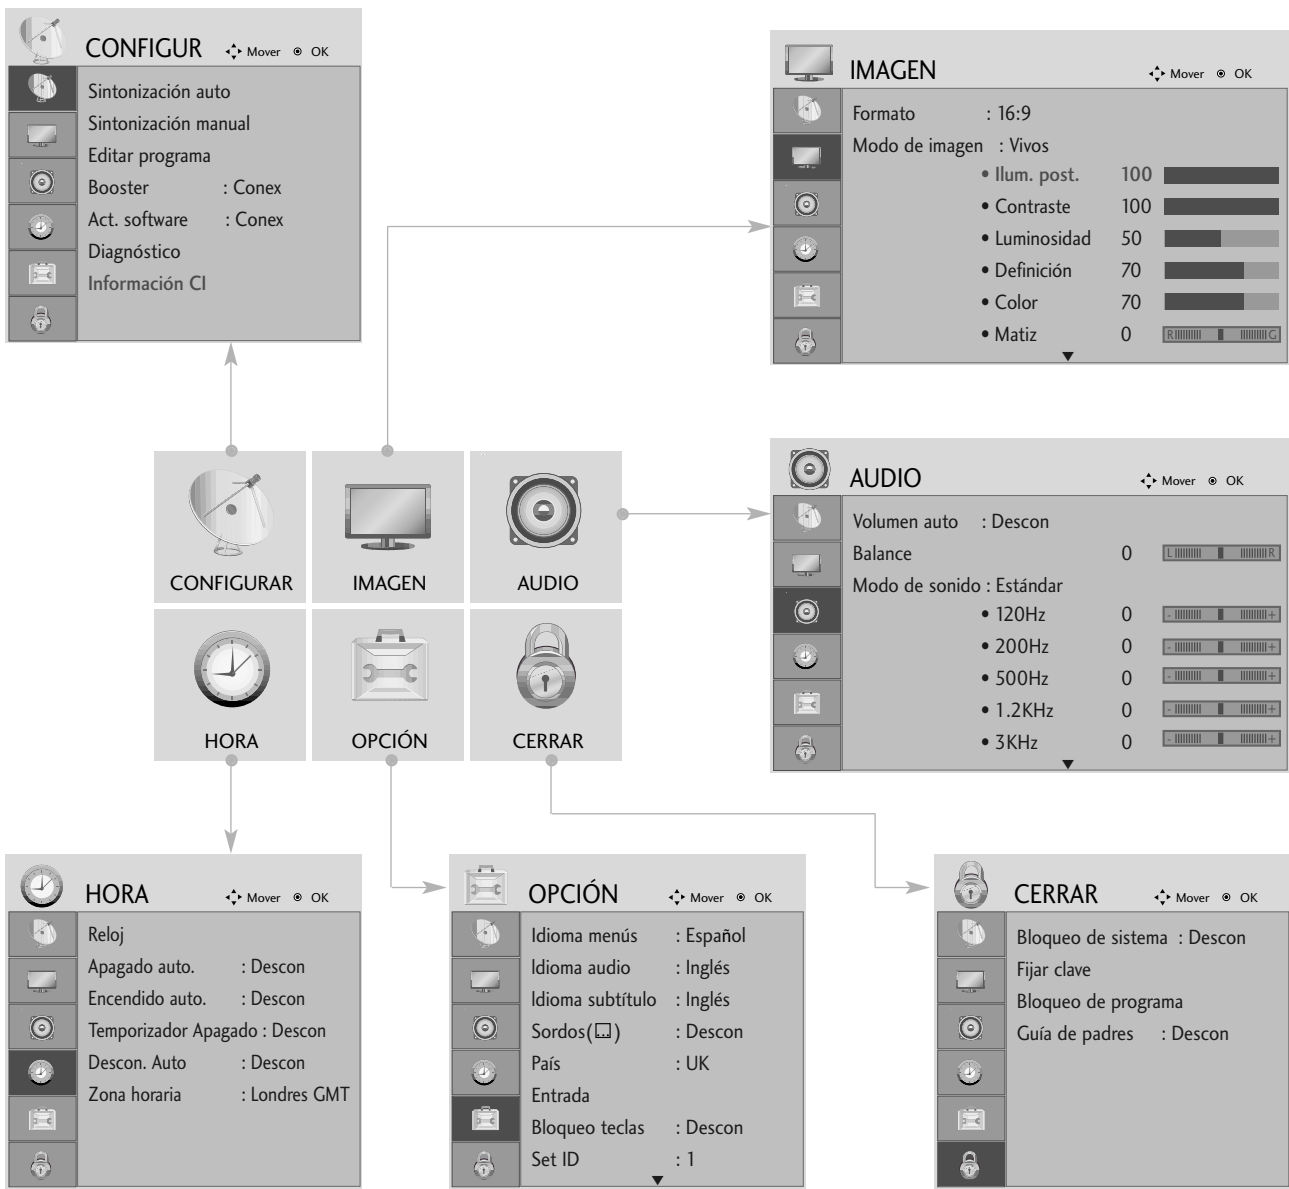 CONFIGUR Mover OK
Sintonización auto
Sintonización manual
Editar programa
Booster : Conex
Act. software : Conex
Diagnóstico
Información CI
IMAGEN Mover OK
Formato : 16:9
Modo de imagen : Vivos
• Ilum. post. 100
• Contraste 100
• Luminosidad 50
• Definición 70
• Color 70
• Matiz 0 R G
CONFIGURAR
IMAGEN
AUDIO
HORA
OPCIÓN
CERRAR
AUDIO Mover OK
Volumen auto : Descon
Balance 0 L R
Modo de sonido : Estándar
• 120Hz 0 - +
• 200Hz 0 - +
• 500Hz 0 - +
• 1.2KHz 0 - +
• 3KHz 0 - +
HORA Mover OK
Reloj
Apagado auto. : Descon
Encendido auto. : Descon
Temporizador Apagado : Descon
Descon. Auto : Descon
Zona horaria : Londres GMT
OPCIÓN Mover OK
Idioma menús : Español
Idioma audio : Inglés
Idioma subtítulo : Inglés
Sordos( ) : Descon
País : UK
Entrada
Bloqueo teclas : Descon
Set ID : 1
CERRAR Mover OK
Bloqueo de sistema : Descon
Fijar clave
Bloqueo de programa
Guía de padres : Descon